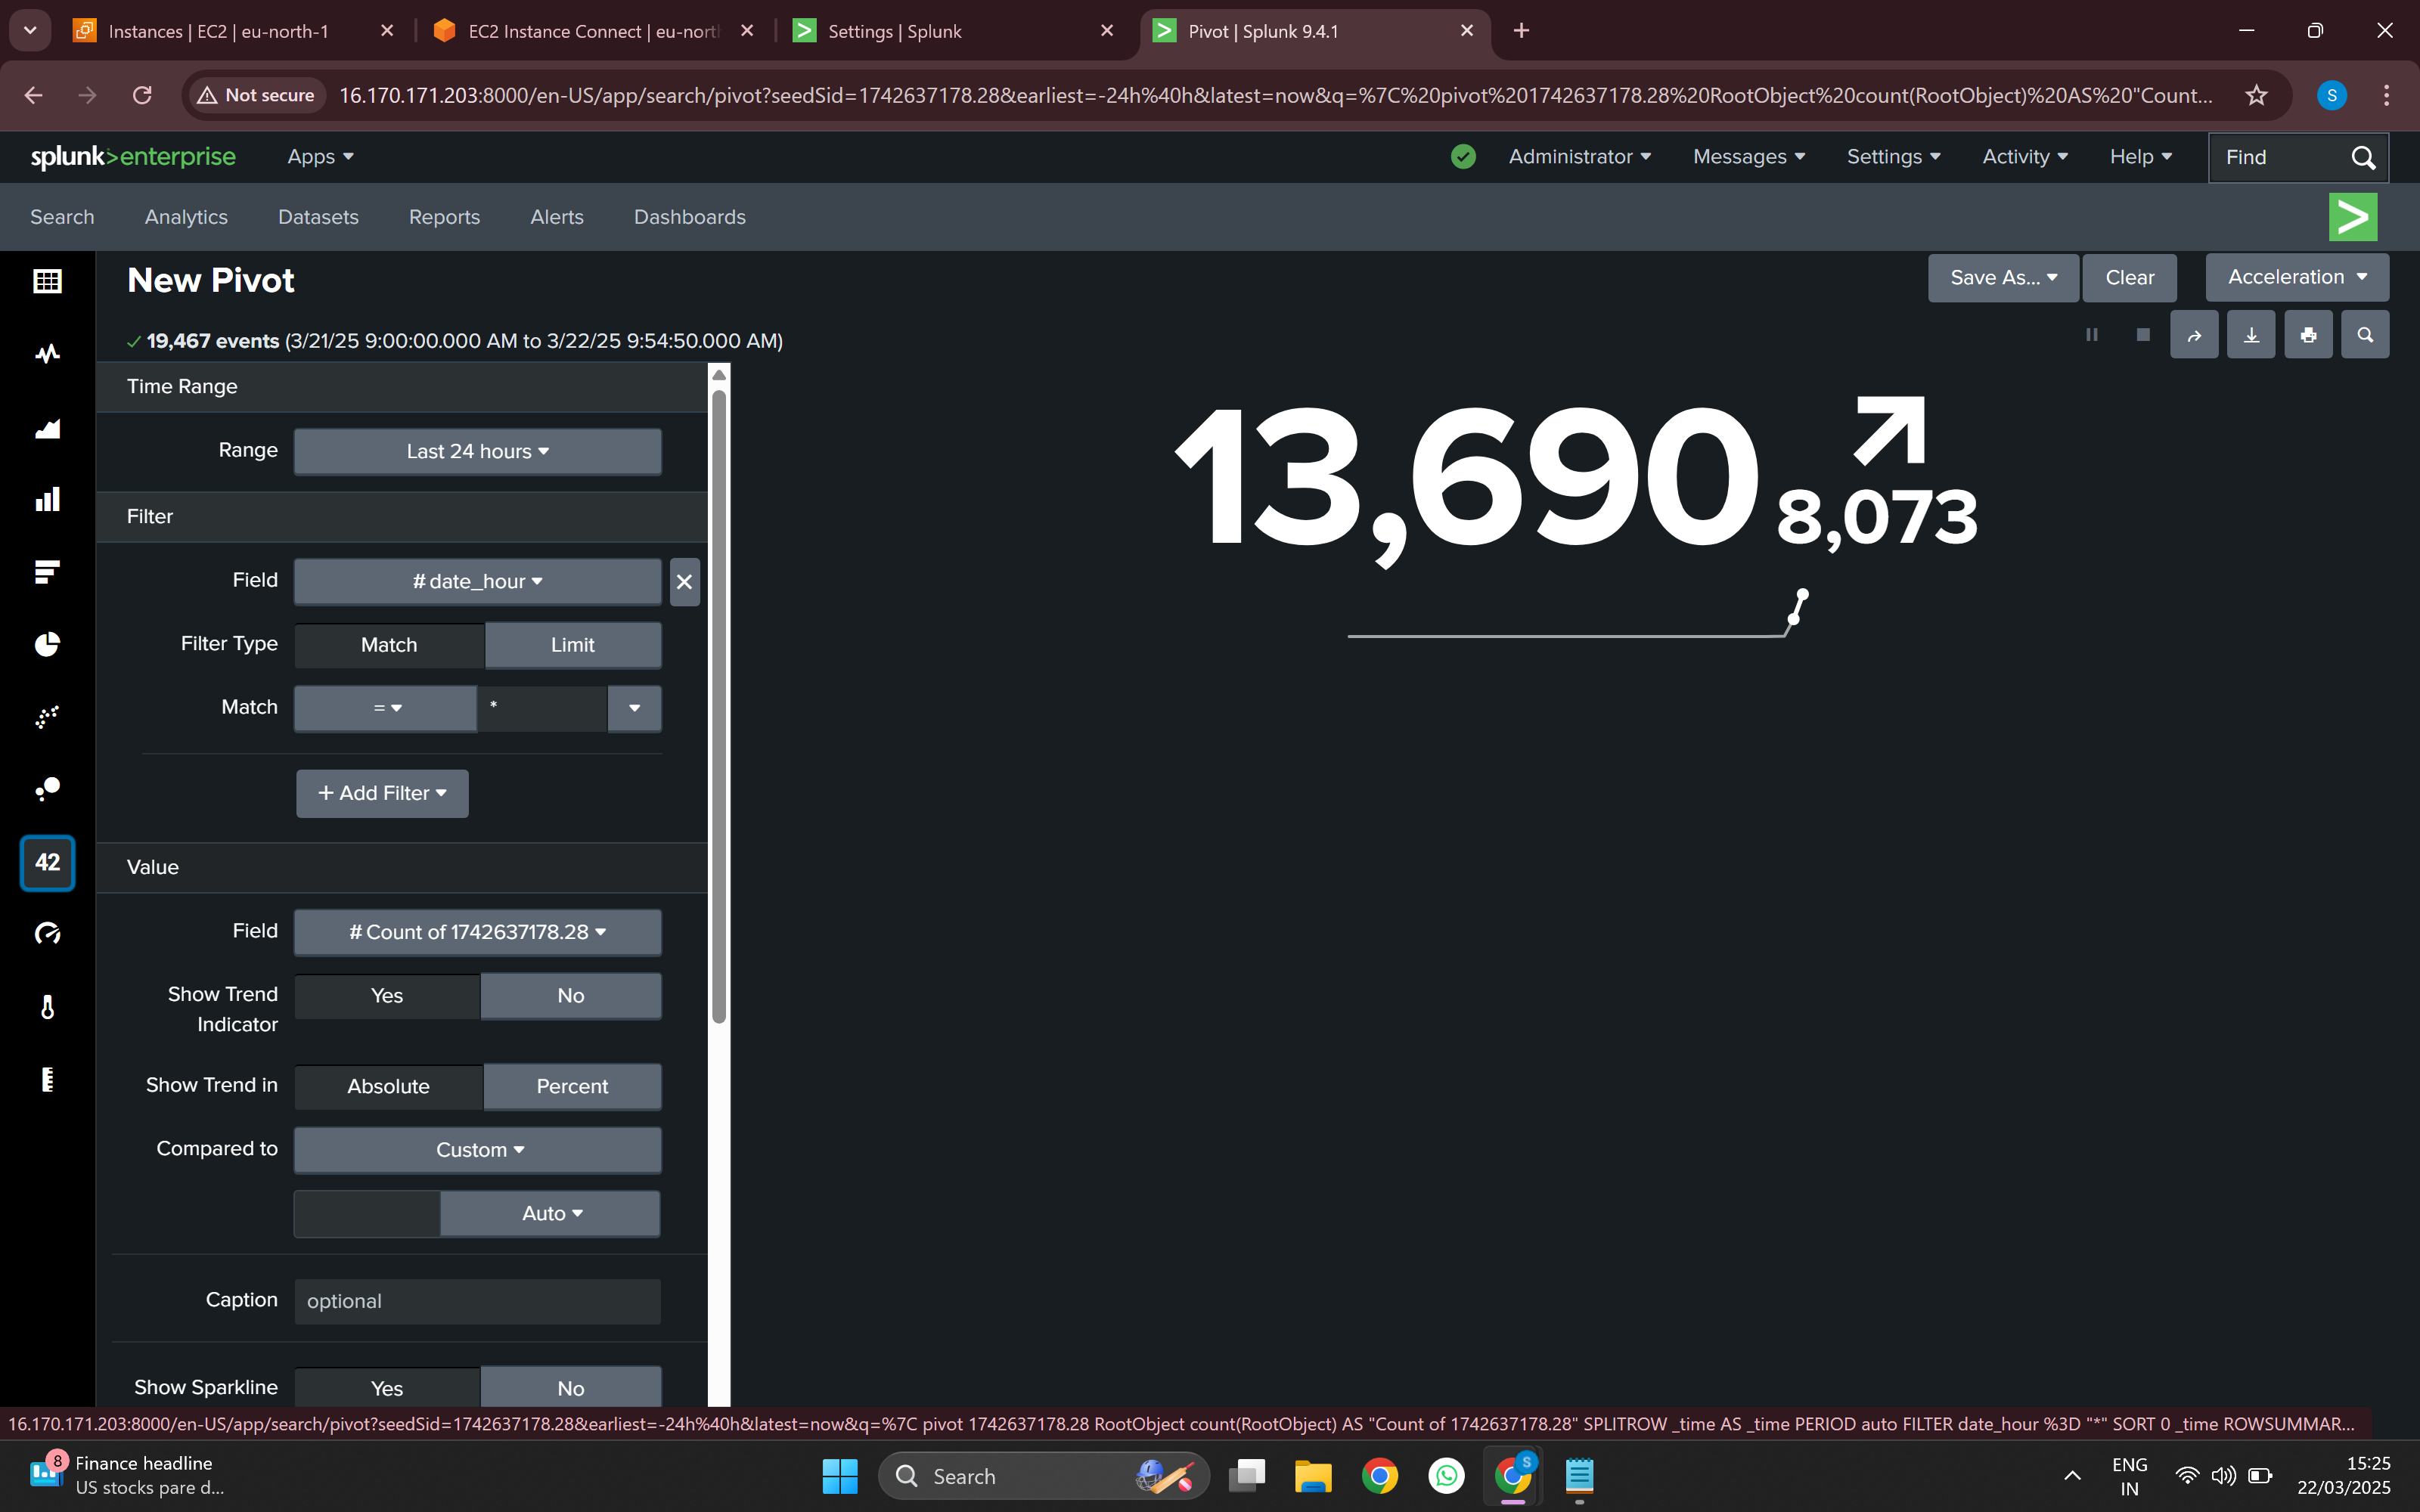 Instances | EC2 | eu-north-1
EC2 Instance Connect | eu-nort
Settings | Splunk
Pivot | Splunk 9.4.1
Not secure
16.170.171.203:8000/en-US/app/search/pivot?seedSid=1742637178.28&earliest=-24h%40h&latest=now&q=%7C%20pivot%201742637178.28%20RootObject%20count(RootObject)%20AS%20"Count...
S
splunk>enterprise
Apps
Administrator
Messages
Settings
Activity
Help
Find
Search
Analytics
Datasets
Reports
Alerts
Dashboards
New Pivot
Save As...
Clear
Acceleration
19,467 events (3/21/25 9:00:00.000 AM to 3/22/25 9:54:50.000 AM)
Time Range
Range
Last 24 hours
Filter
Field
# date_hour
Filter Type
Match
Limit
Match
=
*
+ Add Filter
42
Value
Field
# Count of 1742637178.28
Show Trend
Indicator
Yes
No
Show Trend in
Absolute
Percent
Compared to
Custom
Auto
Caption
optional
Show Sparkline
Yes
No
13,690
8,073
16.170.171.203:8000/en-US/app/search/pivot?seedSid=1742637178.28&earliest=-24h%40h&latest=now&q=%7C pivot 1742637178.28 RootObject count(RootObject) AS "Count of 1742637178.28" SPLITROW _time AS _time PERIOD auto FILTER date_hour %3D "*" SORT 0 _time ROWSUMMAR...
8
Finance headline
US stocks pare d...
Search
S
ENG
IN
15:25
22/03/2025